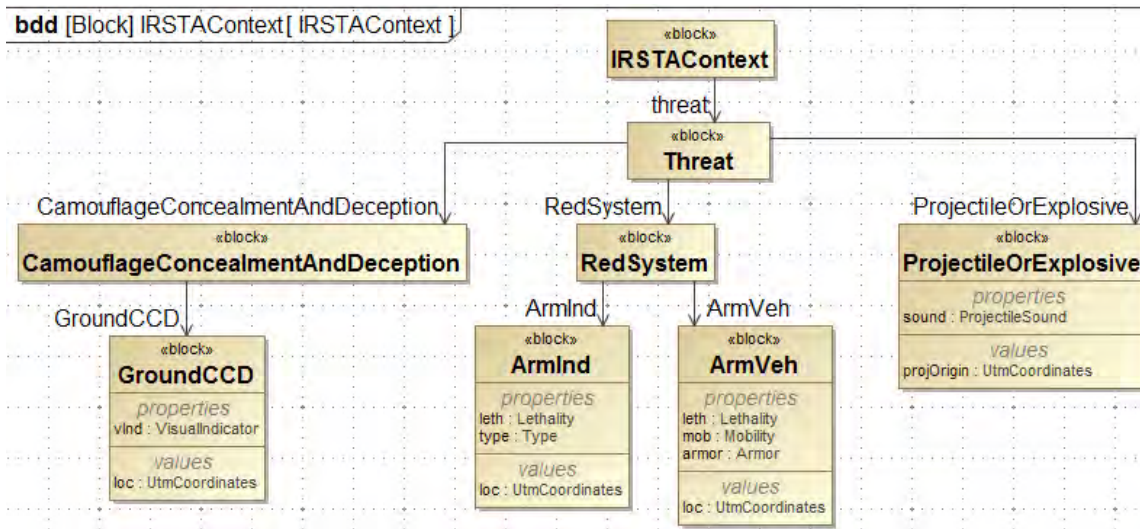 bdd [Block] IRSTAContext[ IRSTAContext ]
«block»
IRSTAContext
threat
«block»
Threat
CamouflageConcealmentAndDeception
RedSystem
ProjectileOrExplosive
«block»
CamouflageConcealmentAndDeception
«block»
RedSystem
«block»
ProjectileOrExplosive
properties
sound : ProjectileSound
values
projOrigin : UtmCoordinates
GroundCCD
«block»
GroundCCD
properties
vInd : VisualIndicator
values
loc : UtmCoordinates
ArmInd
«block»
ArmInd
properties
leth : Lethality
type : Type
values
loc : UtmCoordinates
ArmVeh
«block»
ArmVeh
properties
leth : Lethality
mob : Mobility
armor : Armor
values
loc : UtmCoordinates